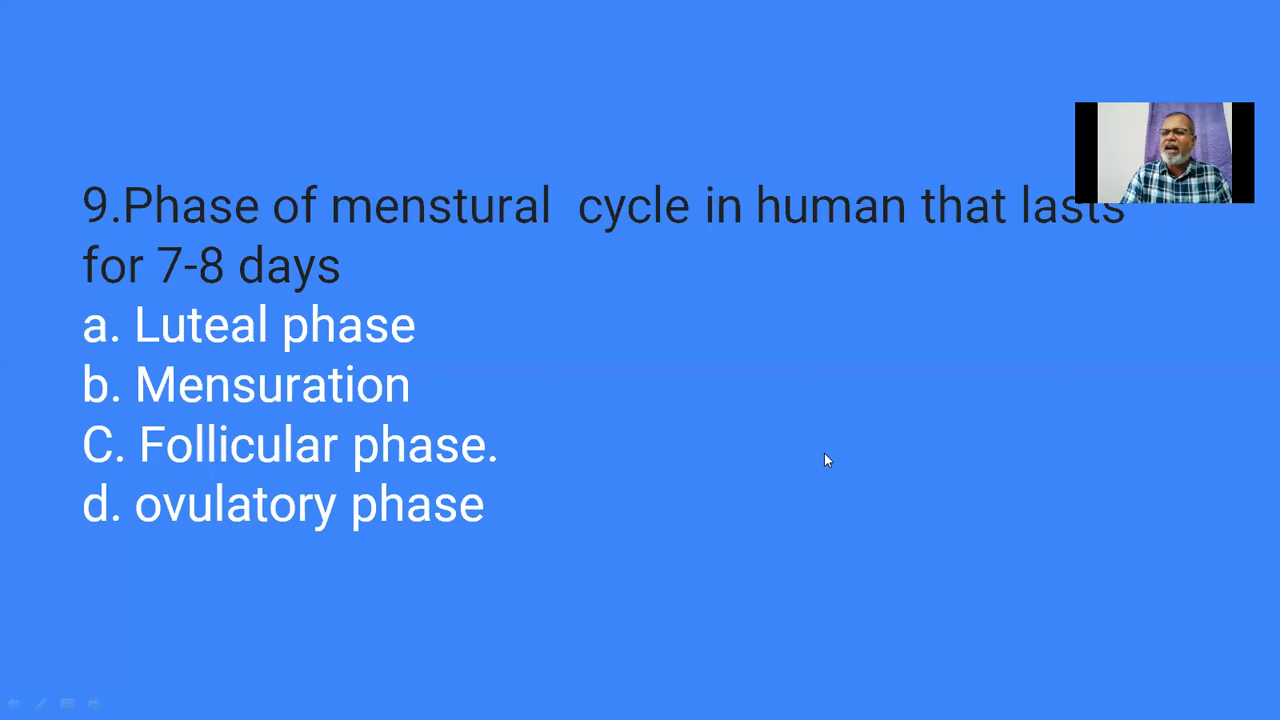 9.Phase of menstural cycle in human that lasts
for 7-8 days
a. Luteal phase
b. Mensuration
C. Follicular phase.
d. ovulatory phase